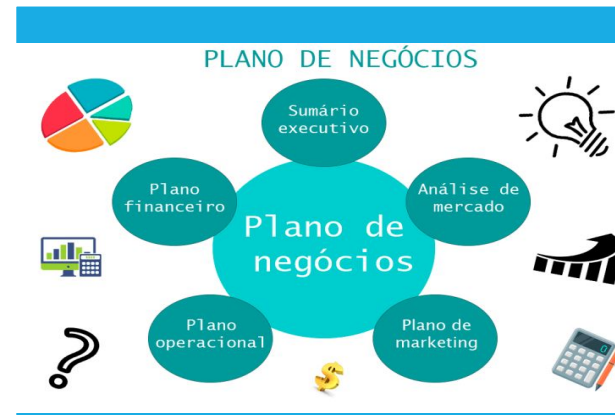 PLANO DE NEGÓCIOS
Sumário
executivo
Plano
financeiro
Análise de
mercado
Plano de
negócios
Plano
operacional
Plano de
marketing